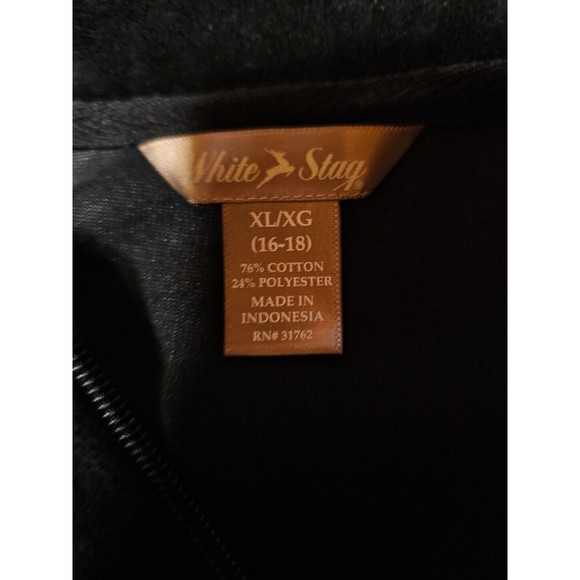 White Stag®
XL/XG
(16-18)
76% COTTON
24% POLYESTER
MADE IN
INDONESIA
RN# 31762